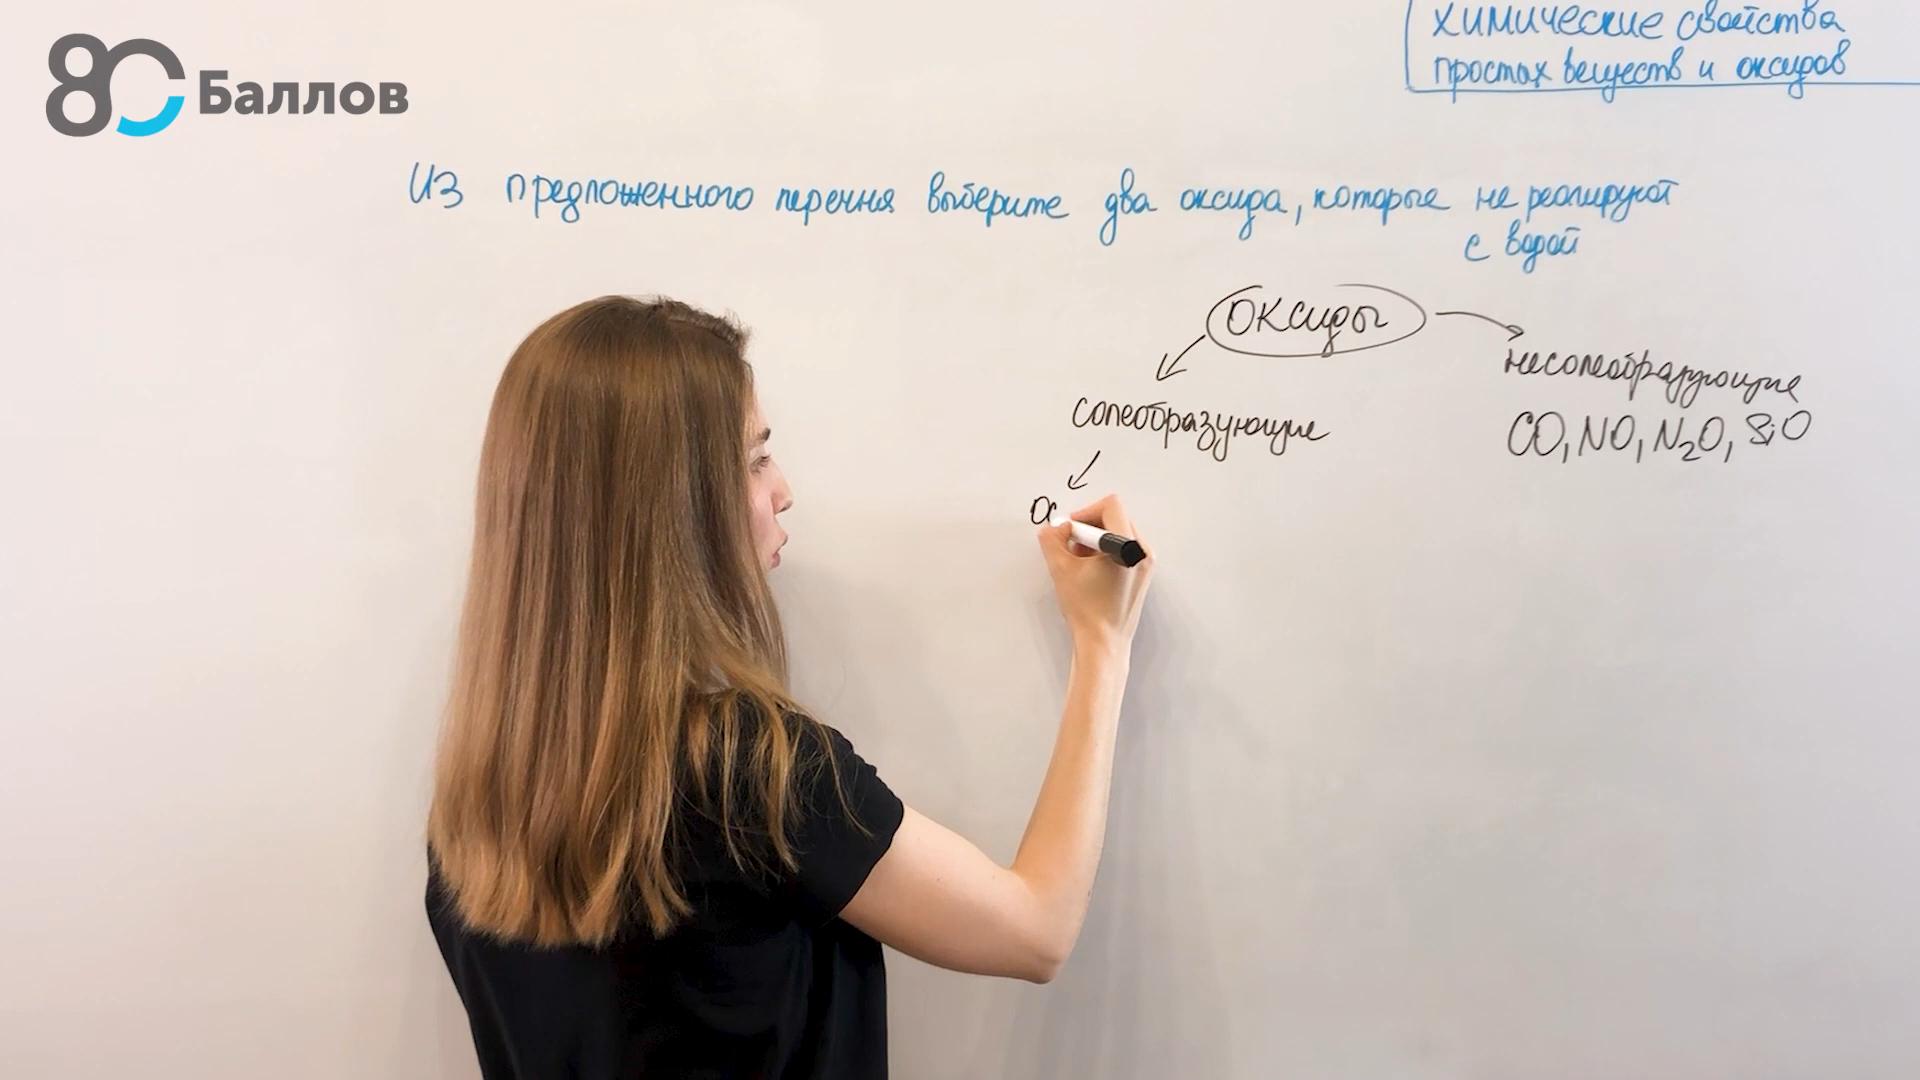 80 Баллов
химические свойства
простых веществ и оксидов
Из предложенного перечня выберите два оксида, которые не реагируют
с водой
оксиды
несолеобразующие
солеобразующие
CO, NO, N₂O, SiO
ос